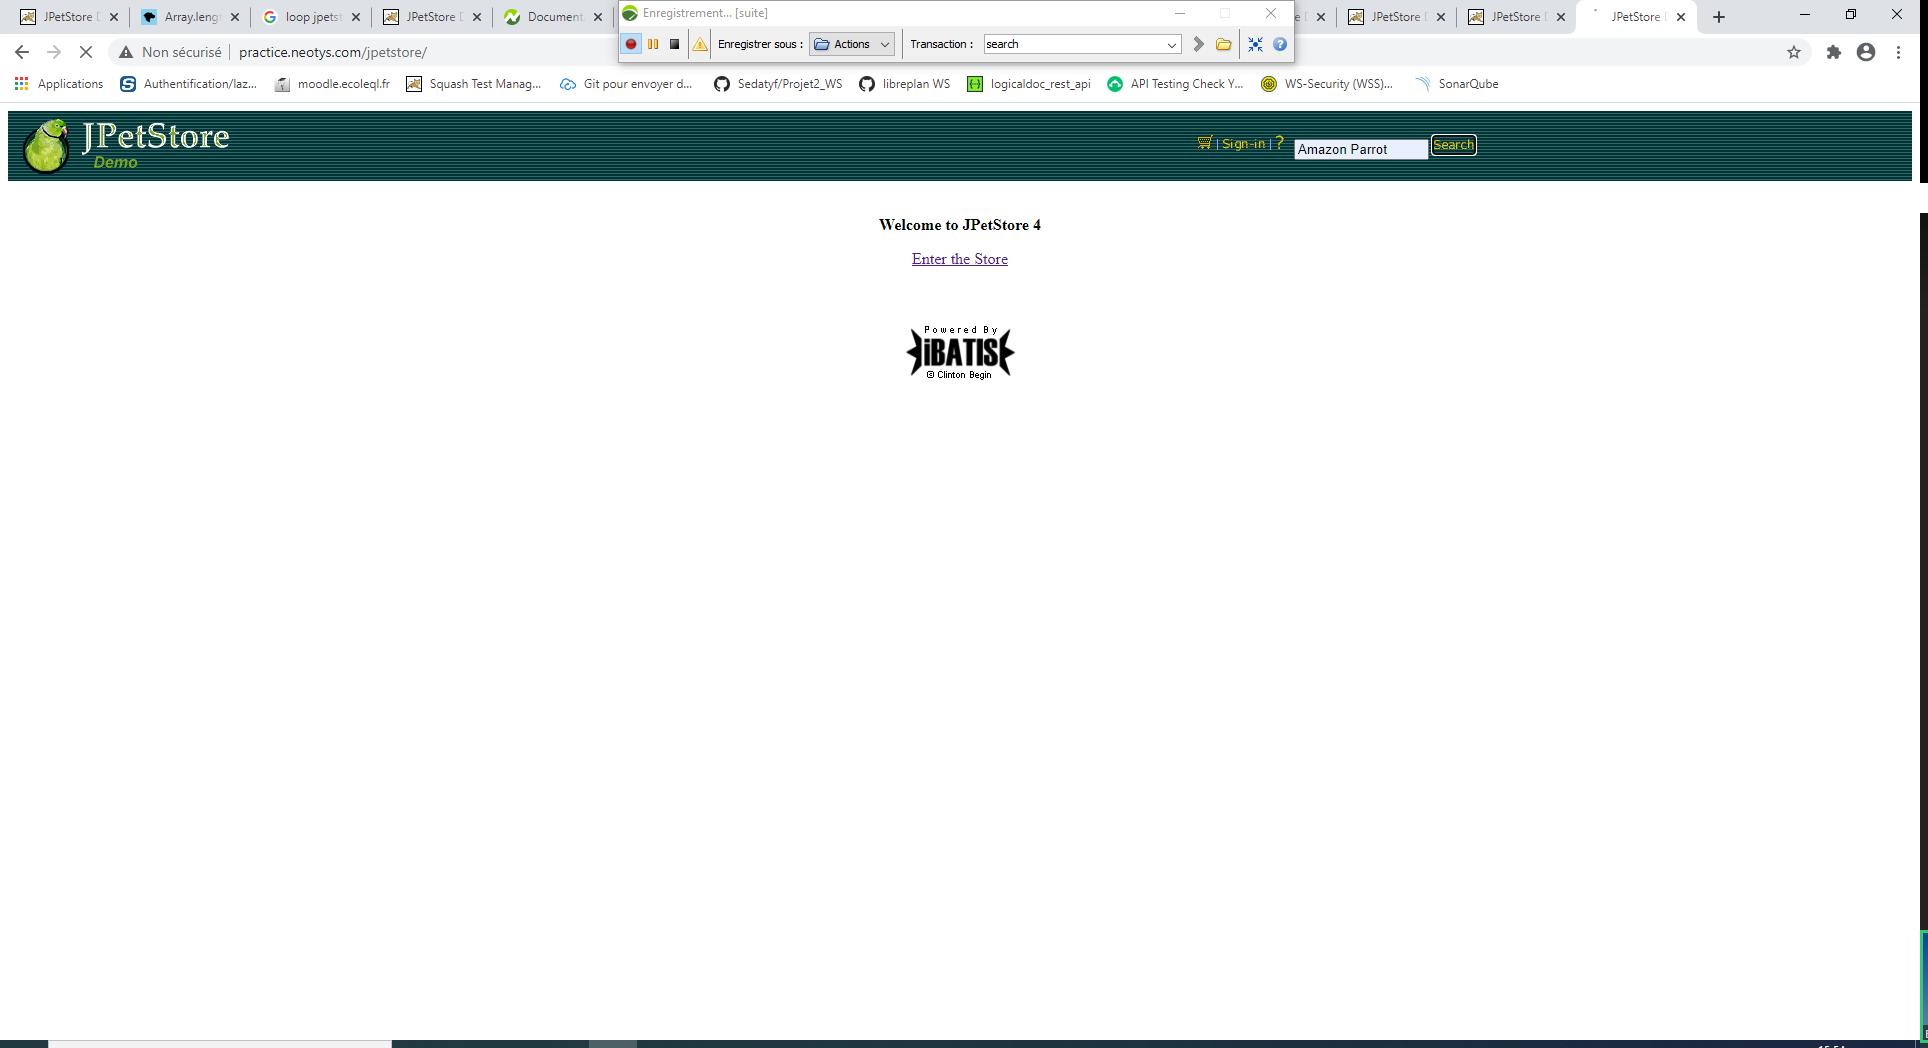 JPetStore D
Array.leng
loop jpetst
JPetStore D
Document
Enregistrement... [suite]
JPetStore D
JPetStore D
JPetStore D
Non sécurisé practice.neotys.com/jpetstore/
Enregistrer sous : Actions Transaction : search
Applications Authentification/laz... moodle.ecoleql.fr Squash Test Manag... Git pour envoyer d... Sedatyf/Projet2_WS libreplan WS logicaldoc_rest_api API Testing Check Y... WS-Security (WSS)... SonarQube
JPetStore
Demo
| Sign-in | ? Amazon Parrot Search
Welcome to JPetStore 4
Enter the Store
Powered By
iBATIS
© Clinton Begin